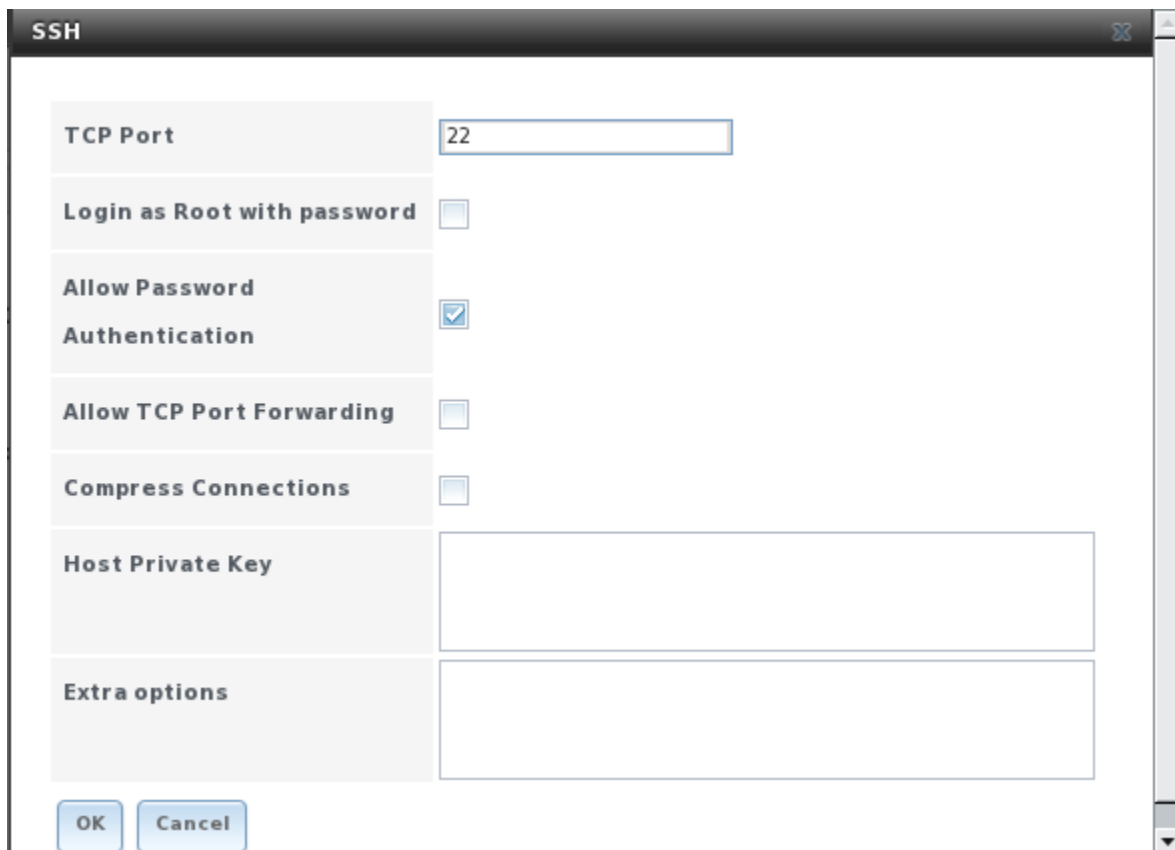 SSH
TCP Port 22
Login as Root with password
Allow Password
Authentication
Allow TCP Port Forwarding
Compress Connections
Host Private Key
Extra options
OK Cancel